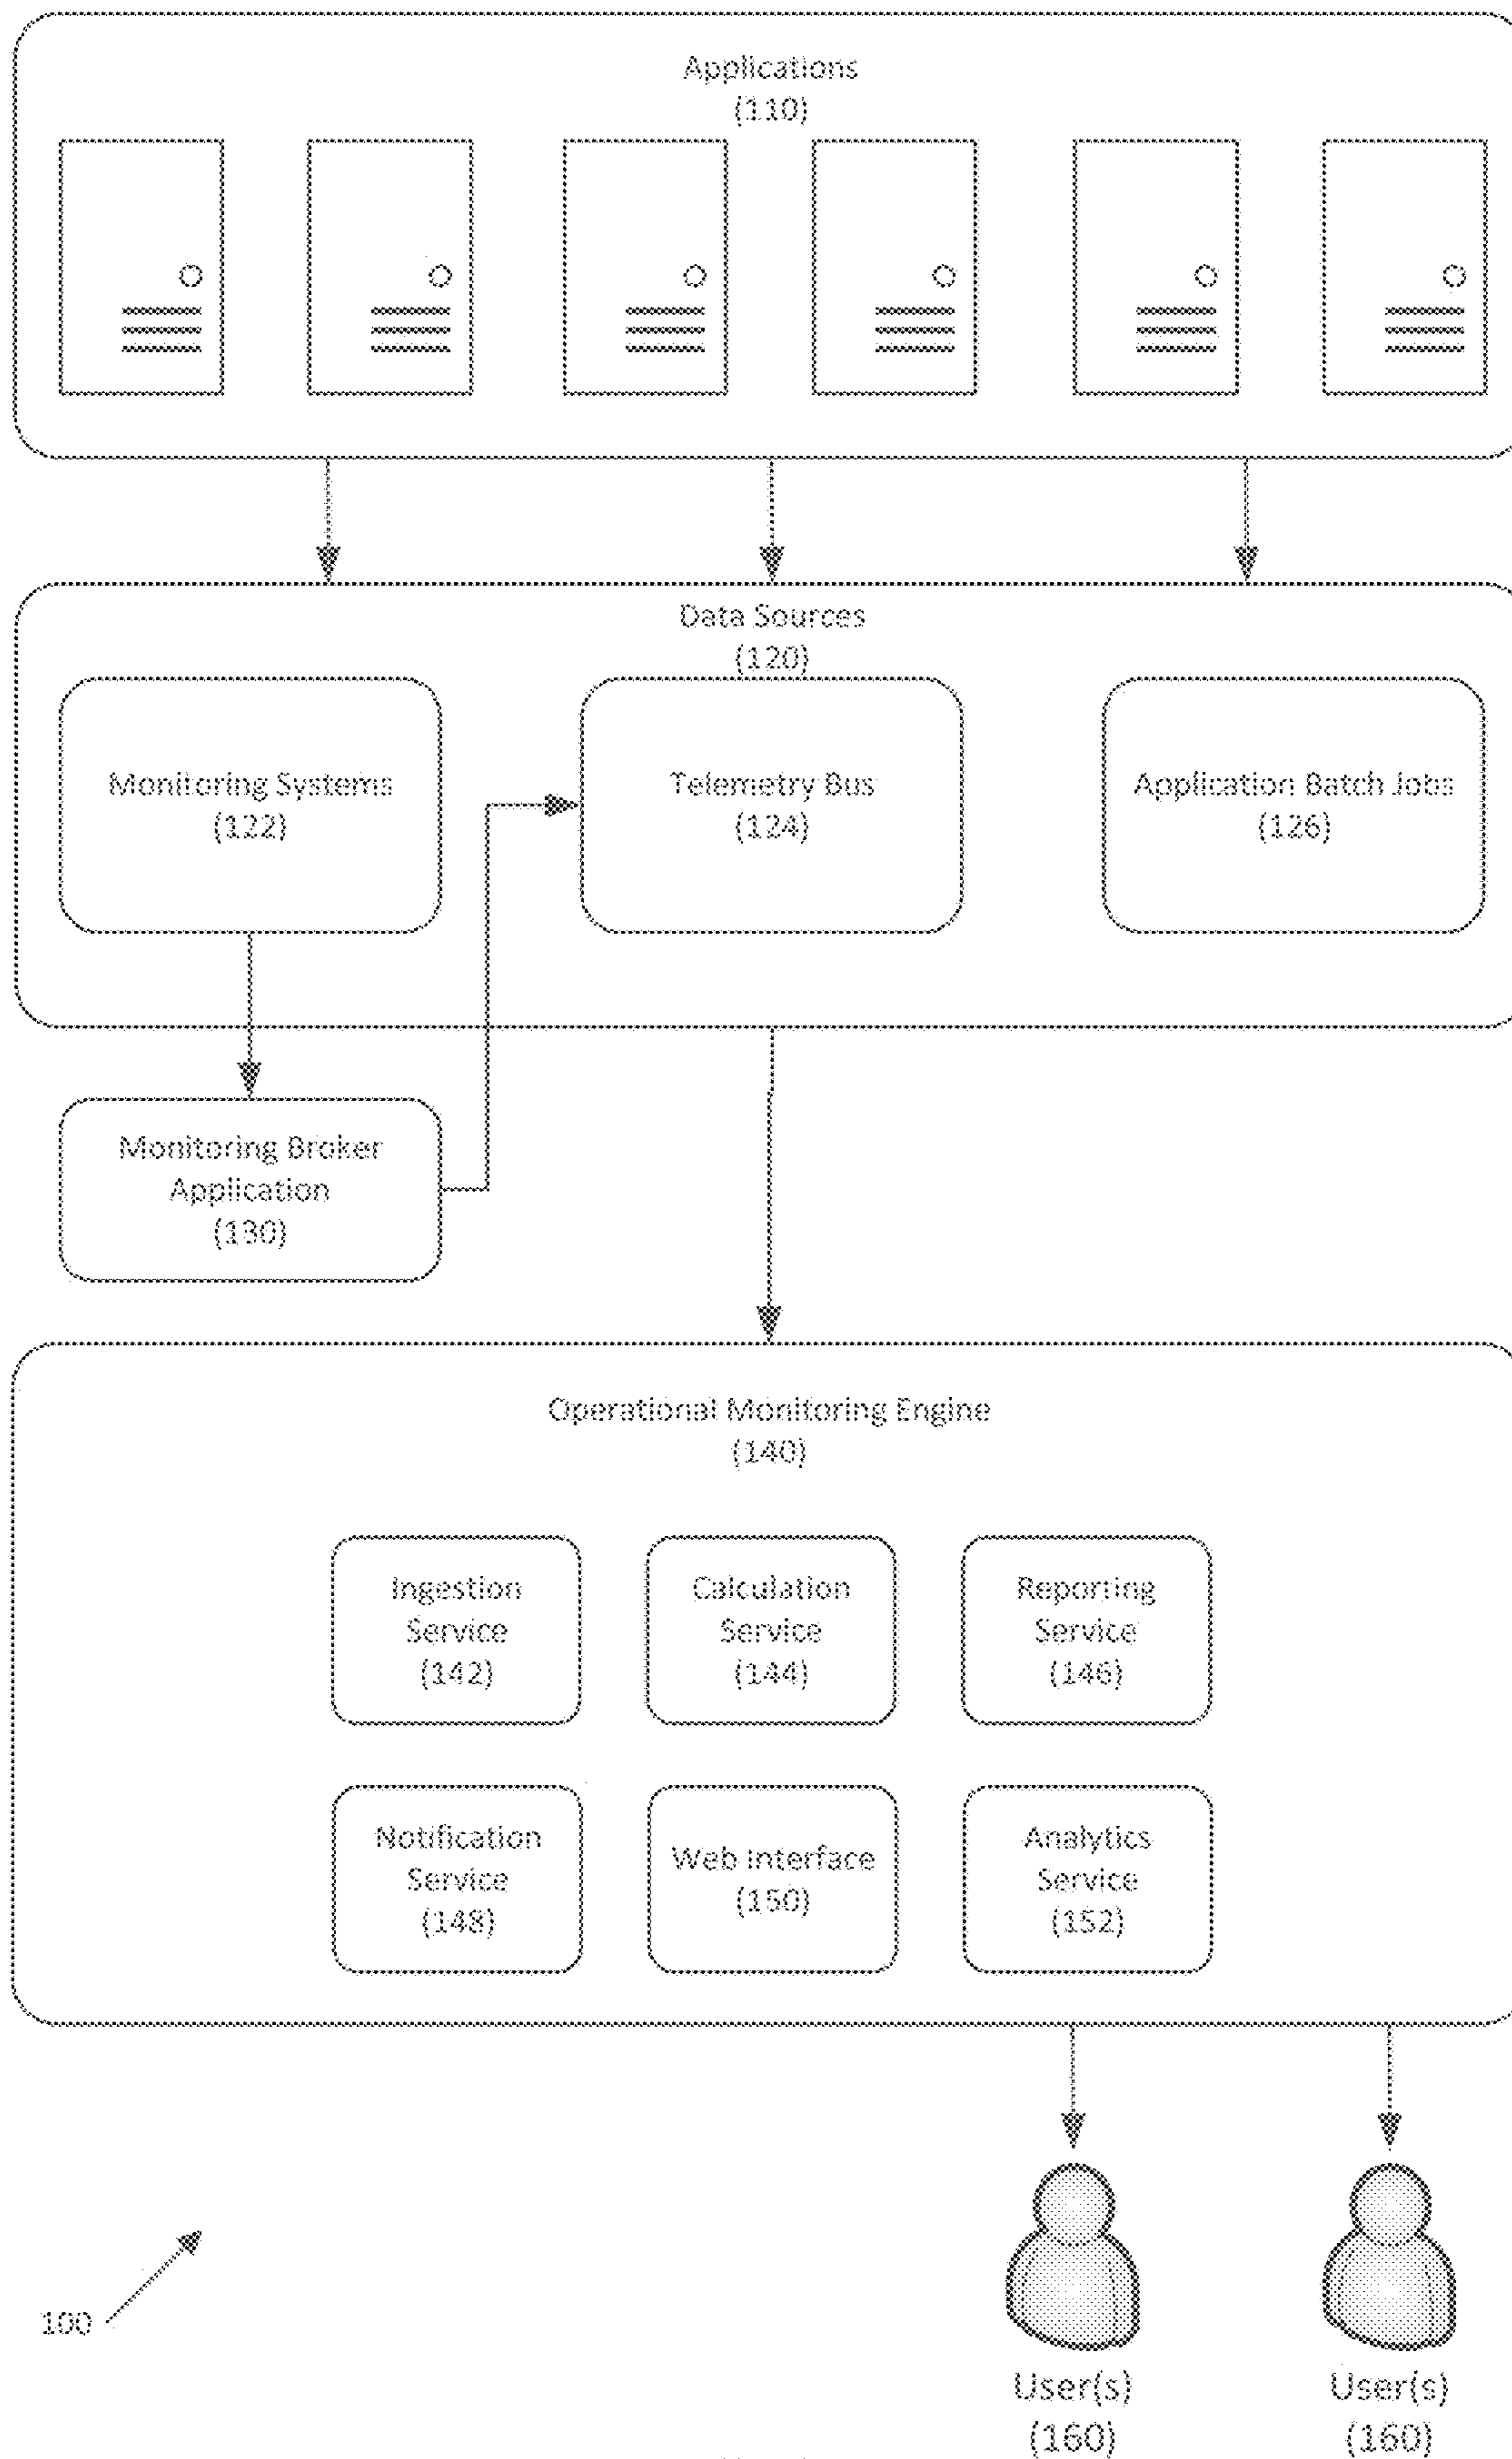 Applications
(110)
Data Sources
(120)
Monitoring Systems
(122)
Telemetry Bus
(124)
Application Batch Jobs
(126)
Monitoring Broker
Application
(130)
Operational Monitoring Engine
(140)
Ingestion
Service
(142)
Calculation
Service
(144)
Reporting
Service
(146)
Notification
Service
(148)
Web Interface
(150)
Analytics
Service
(152)
100
User(s)
(160)
User(s)
(160)